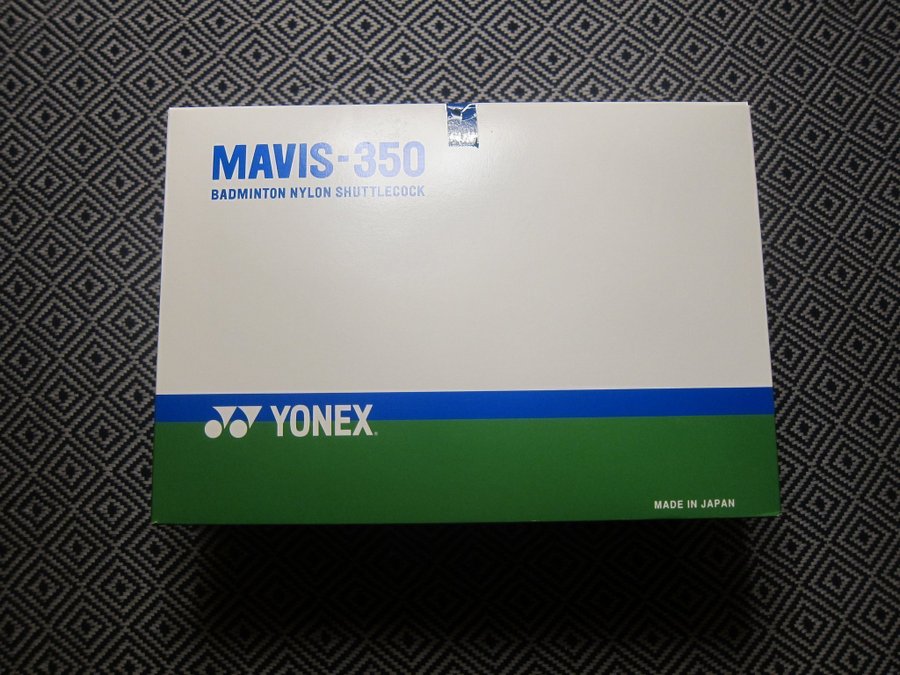 MAVIS-350
BADMINTON NYLON SHUTTLECOCK
YONEX
MADE IN JAPAN